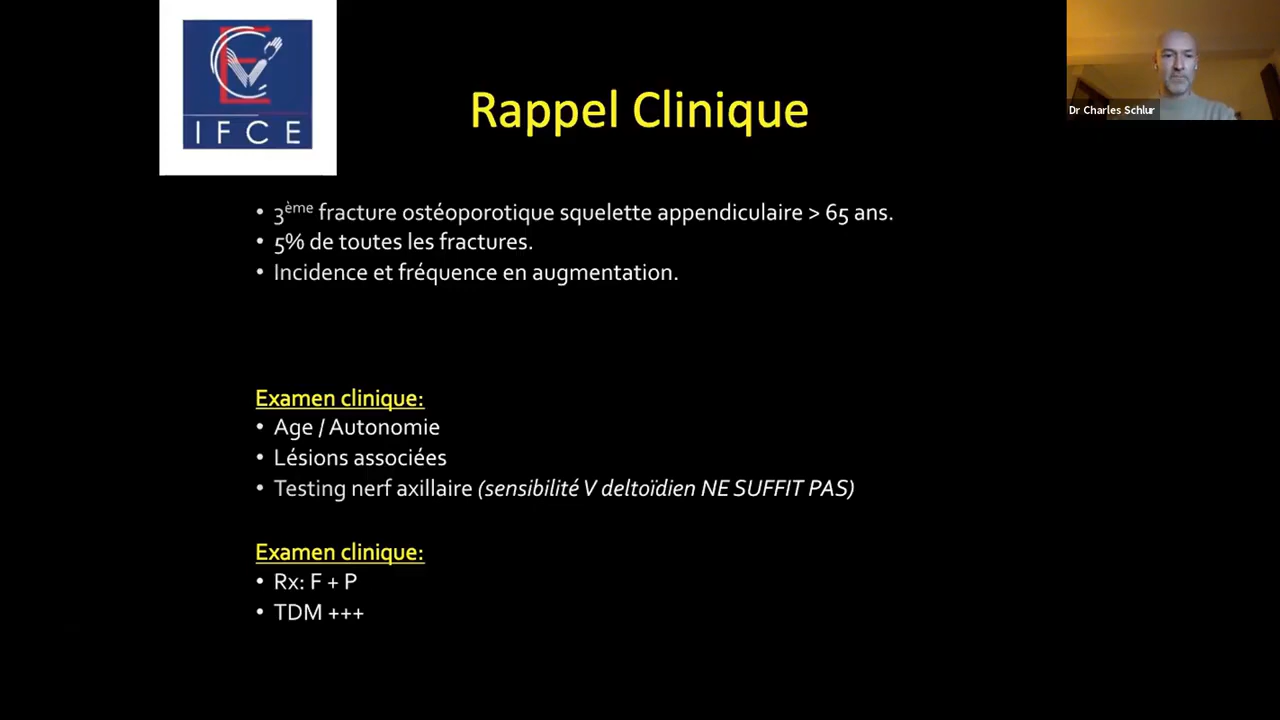 IFCE
Rappel Clinique
Dr Charles Schlur
• 3ème fracture ostéoporotique squelette appendiculaire > 65 ans.
• 5% de toutes les fractures.
• Incidence et fréquence en augmentation.
Examen clinique:
• Age / Autonomie
• Lésions associées
• Testing nerf axillaire (sensibilité V deltoïdien NE SUFFIT PAS)
Examen clinique:
• Rx: F + P
• TDM +++